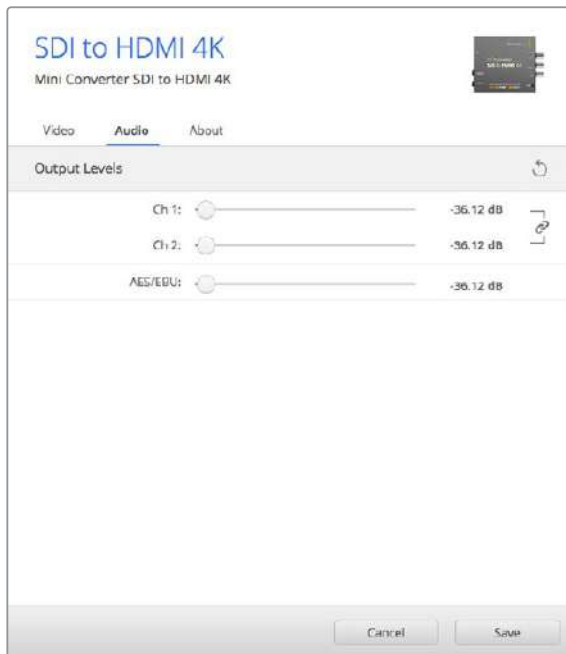 SDI to HDMI 4K
Mini Converter SDI to HDMI 4K
Video Audio About
Output Levels
Ch 1: -36.12 dB
Ch 2: -36.12 dB
AES/EBU: -36.12 dB
Cancel Save